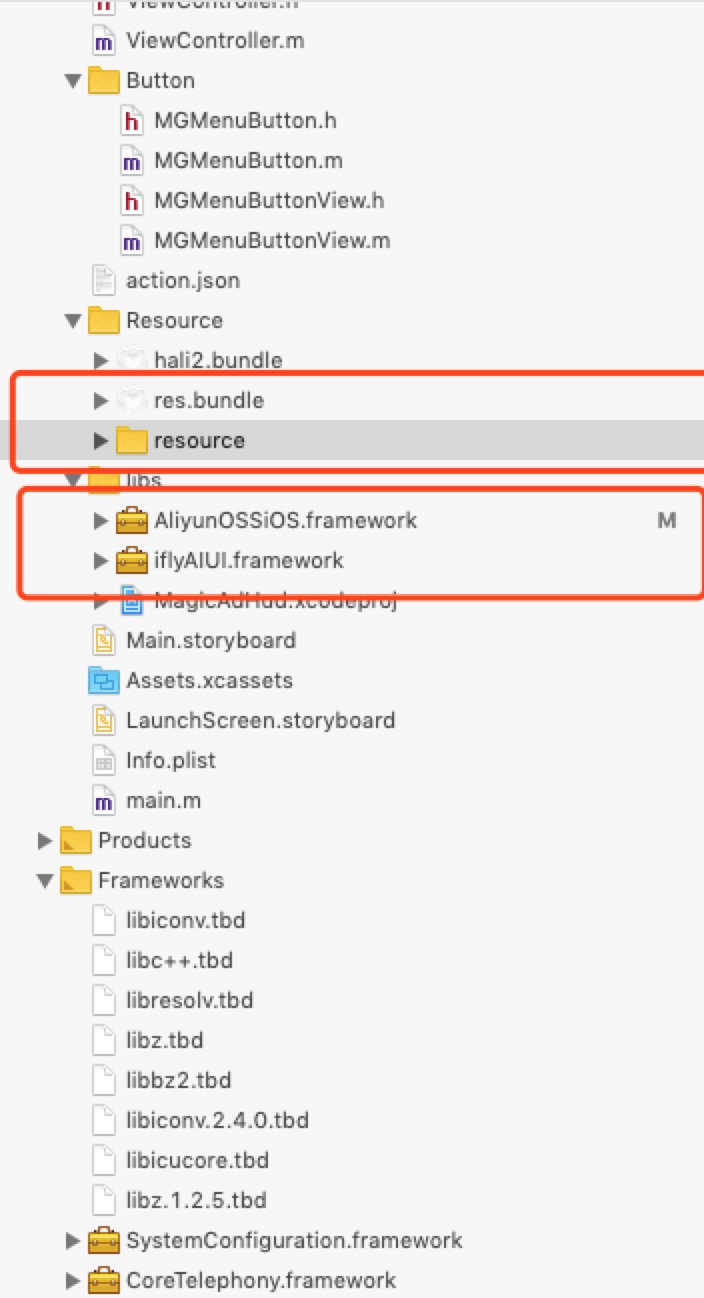 ViewController.h
ViewController.m
Button
MGMenuButton.h
MGMenuButton.m
MGMenuButtonView.h
MGMenuButtonView.m
action.json
Resource
hali2.bundle
res.bundle
resource
libs
AliyunOSSiOS.framework M
iflyAIUI.framework
MagicAdHud.xcodeproj
Main.storyboard
Assets.xcassets
LaunchScreen.storyboard
Info.plist
main.m
Products
Frameworks
libiconv.tbd
libc++.tbd
libresolv.tbd
libz.tbd
libbz2.tbd
libiconv.2.4.0.tbd
libicucore.tbd
libz.1.2.5.tbd
SystemConfiguration.framework
CoreTelephony.framework